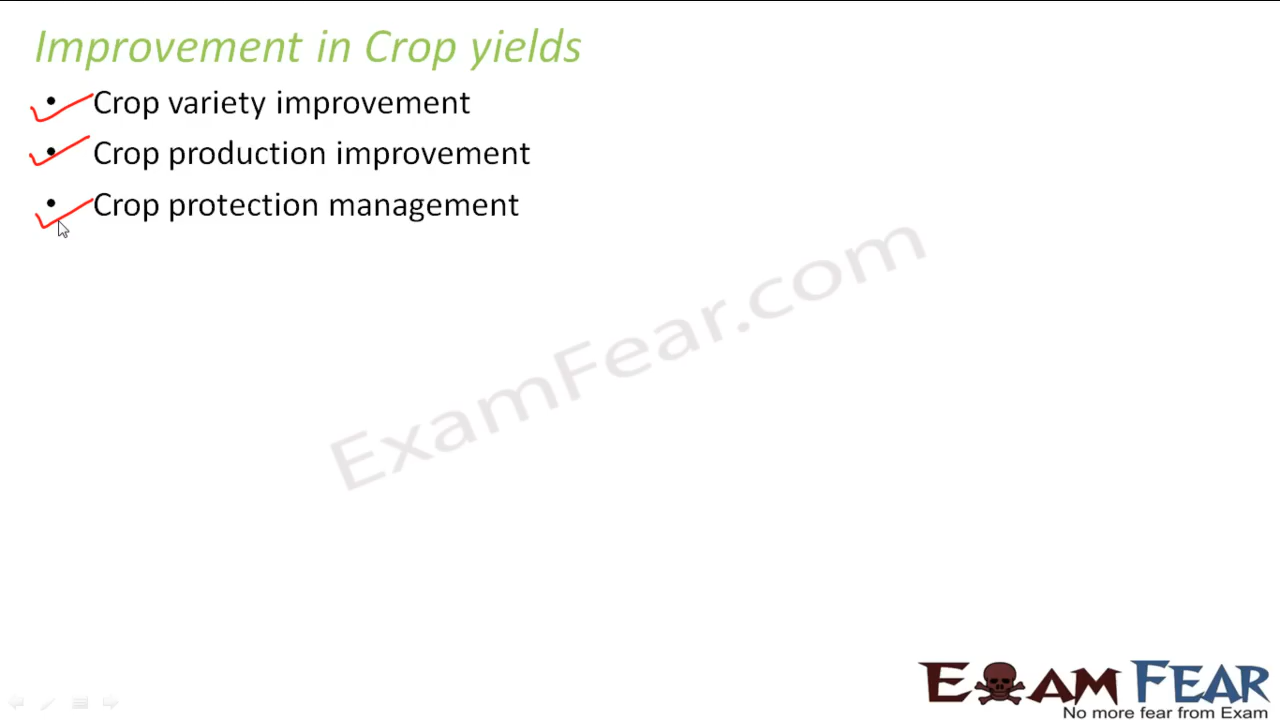 Improvement in Crop yields
• Crop variety improvement
• Crop production improvement
• Crop protection management
ExamFear.com
EXAM FEAR
No more fear from Exam